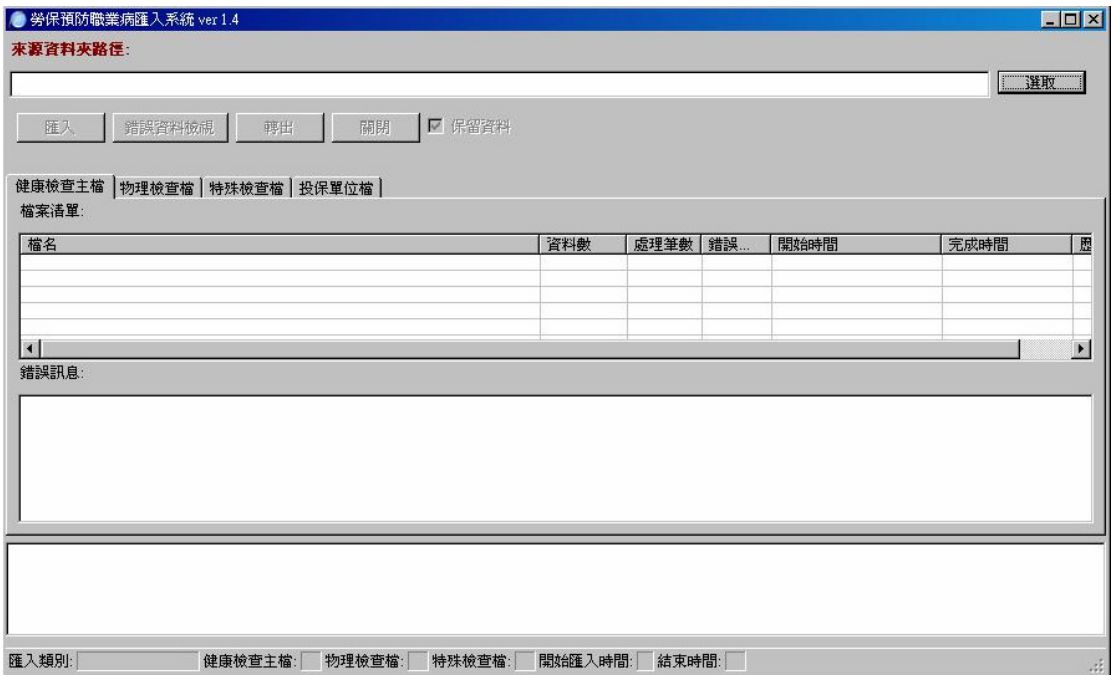 勞保預防職業病匯入系統 ver 1.4
來源資料夾路徑:
選取
匯入 錯誤資料檢視 轉出 關閉 保留資料
健康檢查主檔 物理檢查檔 特殊檢查檔 投保單位檔
檔案清單:
檔名 資料數 處理筆數 錯誤... 開始時間 完成時間
錯誤訊息:
匯入類別: 健康檢查主檔: 物理檢查檔: 特殊檢查檔: 開始匯入時間: 結束時間: